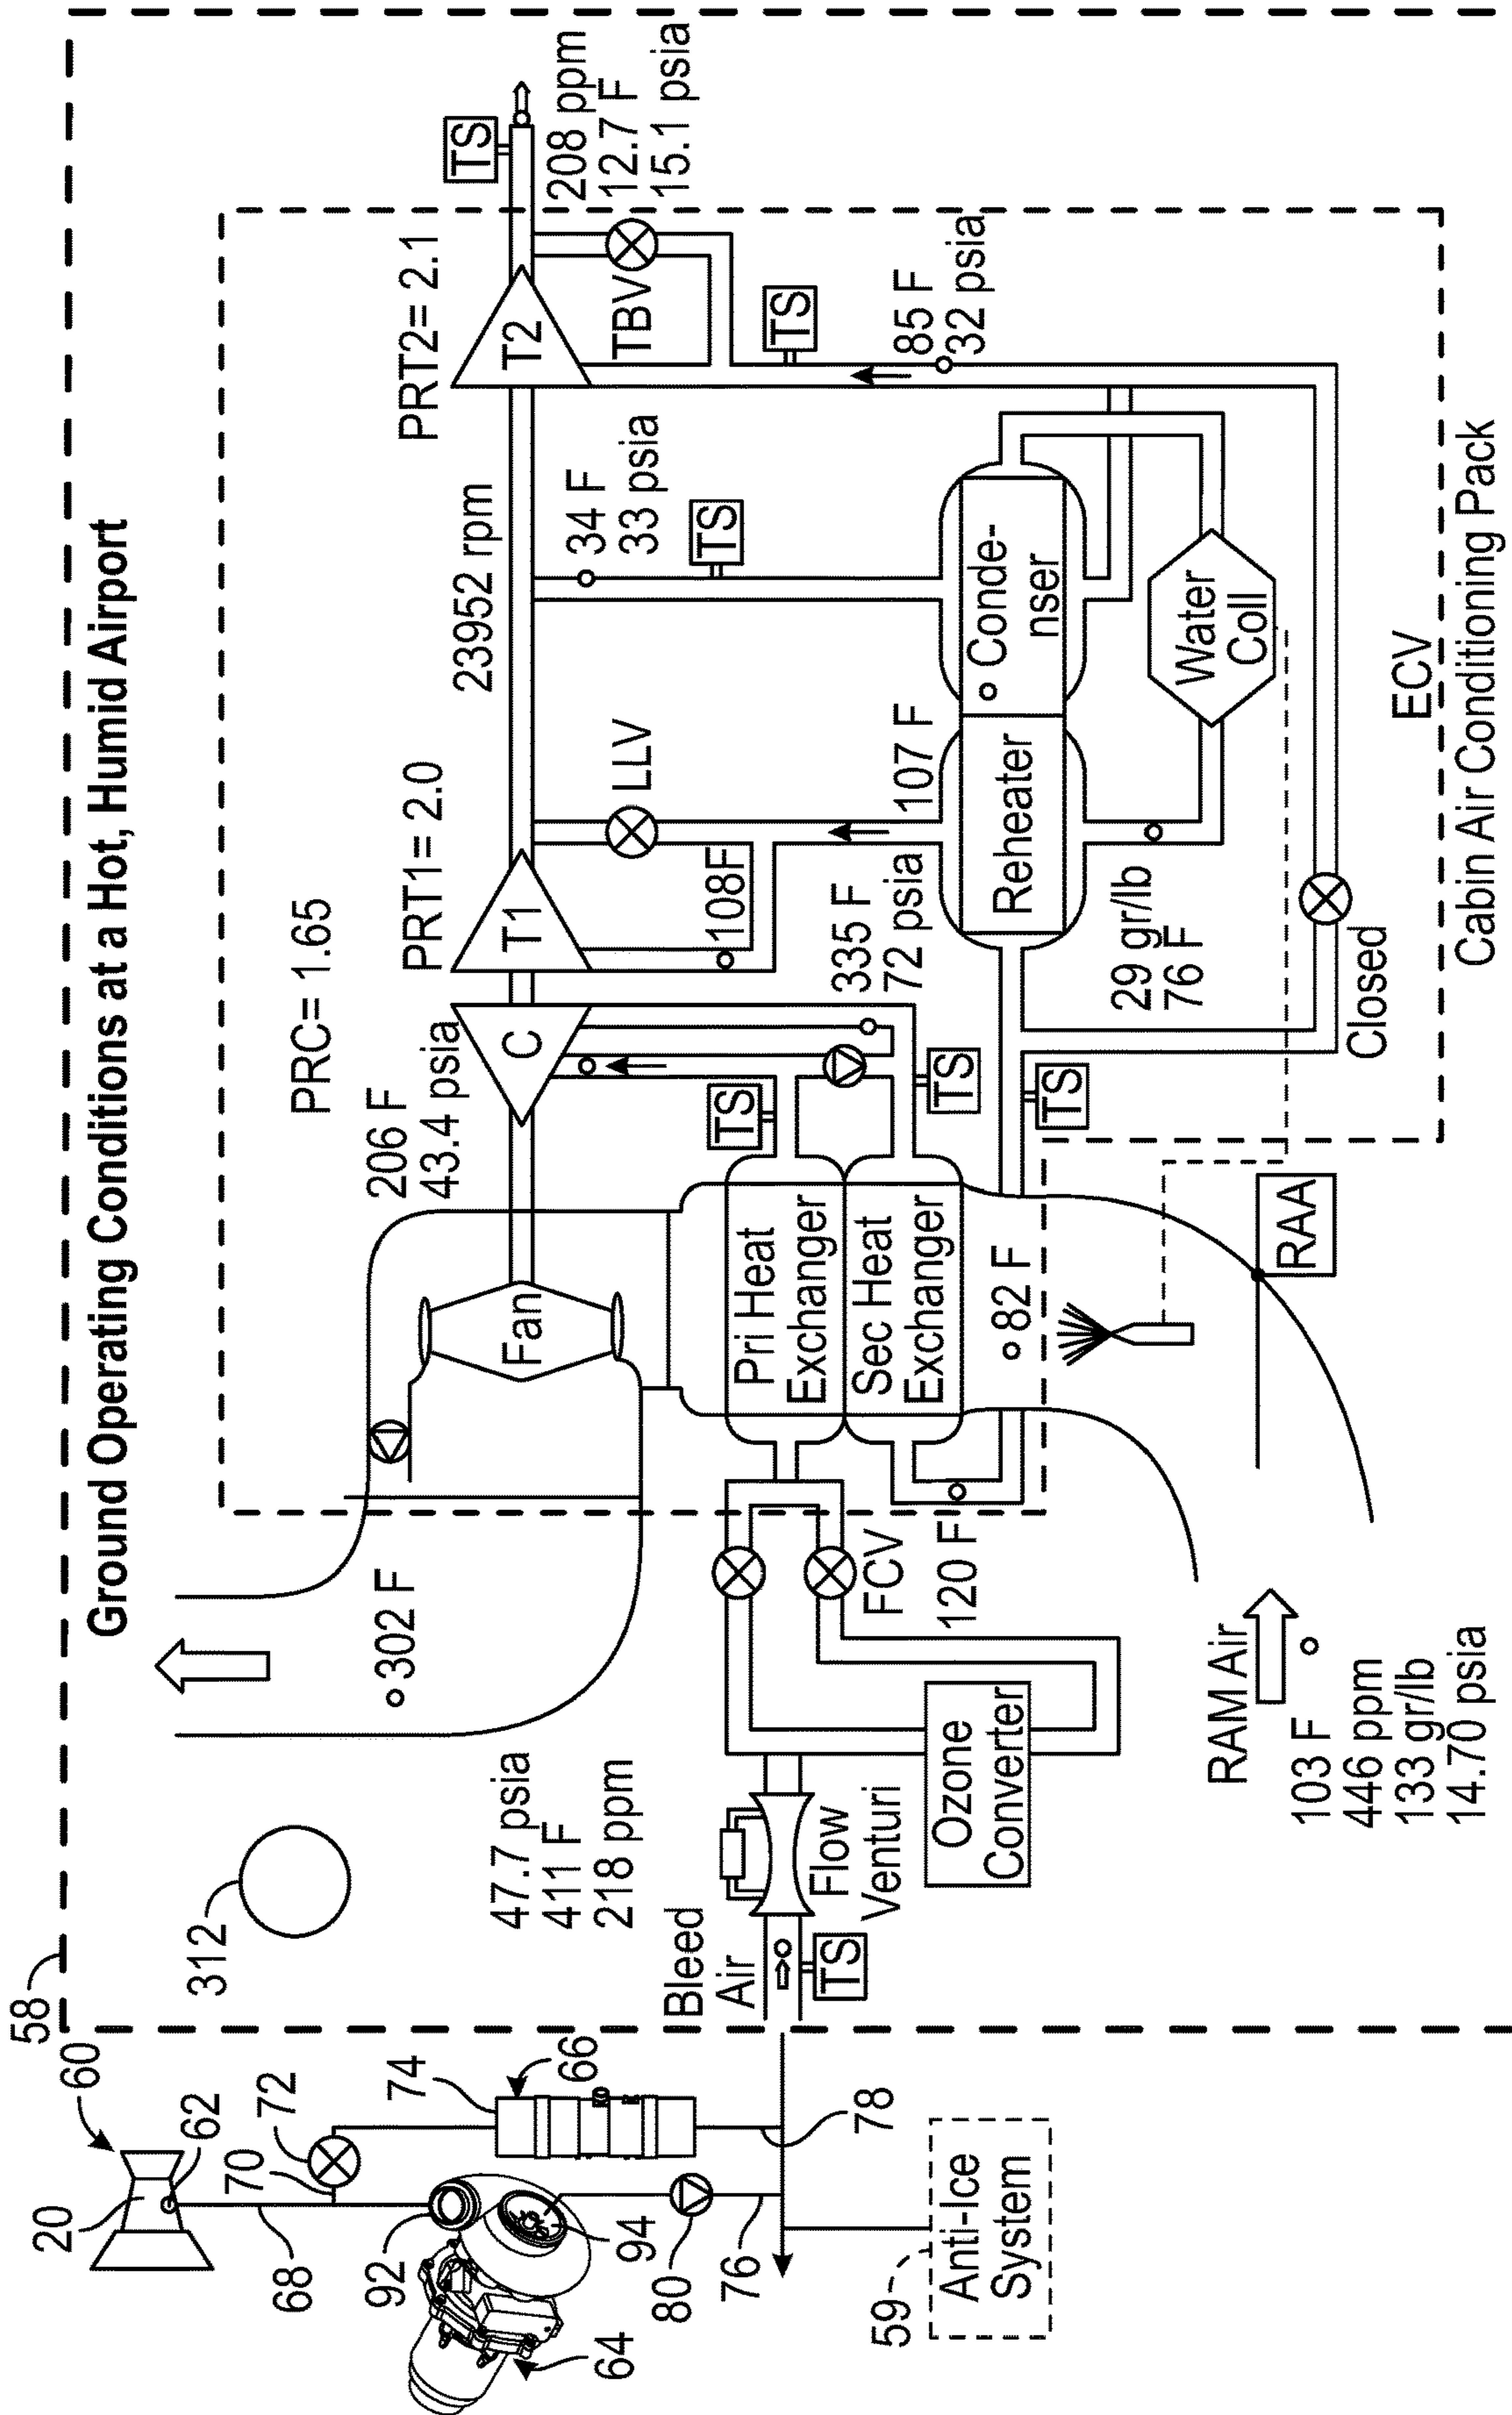 Ground Operating Conditions at a Hot, Humid Airport
58
60
20
62
72
70
68
74
66
92
94
64
80
76
78
59
Anti-Ice
System
312
302 F
47.7 psia
411 F
218 ppm
Bleed
Air
TS
Flow
Venturi
Ozone
Converter
FCV
120 F
RAM Air
103 F
446 ppm
133 gr/lb
14.70 psia
RAA
82 F
Fan
Pri Heat
Exchanger
Sec Heat
Exchanger
206 F
43.4 psia
PRC= 1.65
C
TS
TS
TS
335 F
72 psia
PRT1= 2.0
T1
108F
LLV
107 F
Reheater
Conde-
nser
29 gr/lb
76 F
Water
Coll
Closed
ECV
23952 rpm
34 F
33 psia
TS
PRT2= 2.1
T2
TBV
TS
85 F
32 psia
TS
208 ppm
12.7 F
15.1 psia
Cabin Air Conditioning Pack